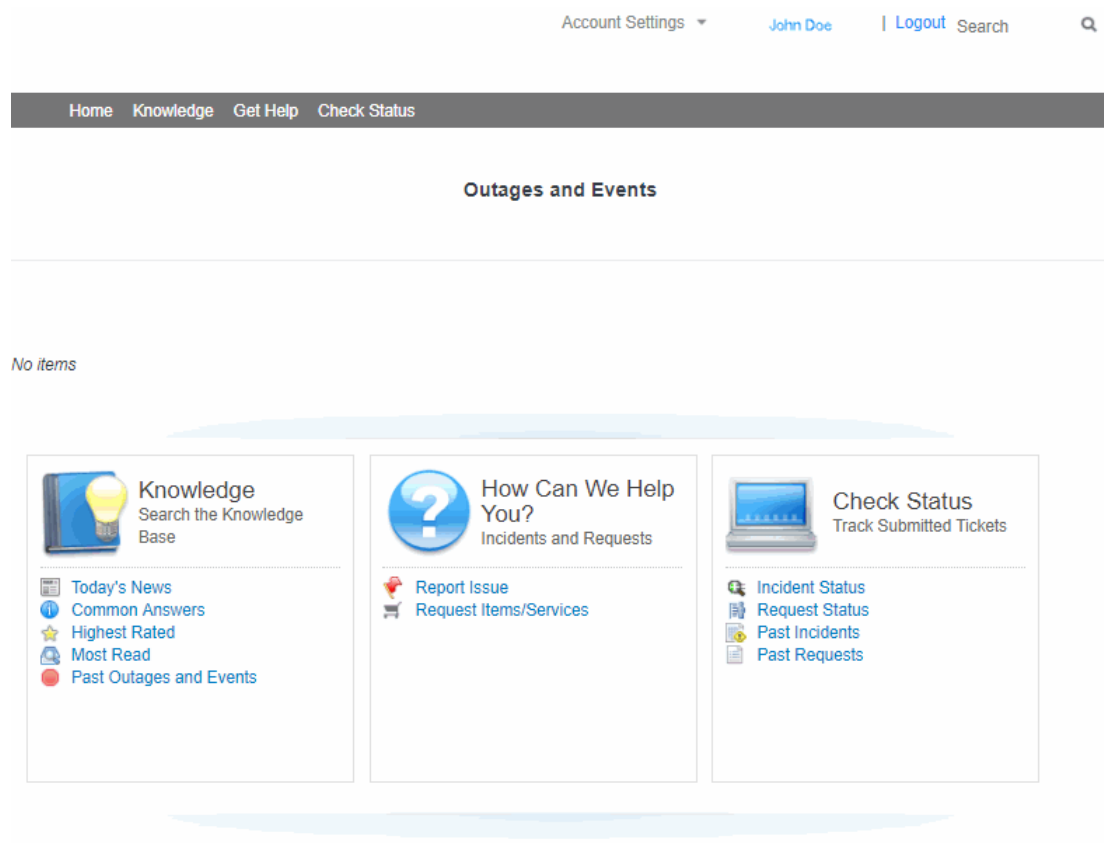 Account Settings John Doe | Logout Search
Home Knowledge Get Help Check Status
Outages and Events
No items
Knowledge
Search the Knowledge
Base
Today's News
Common Answers
Highest Rated
Most Read
Past Outages and Events
How Can We Help
You?
Incidents and Requests
Report Issue
Request Items/Services
Check Status
Track Submitted Tickets
Incident Status
Request Status
Past Incidents
Past Requests